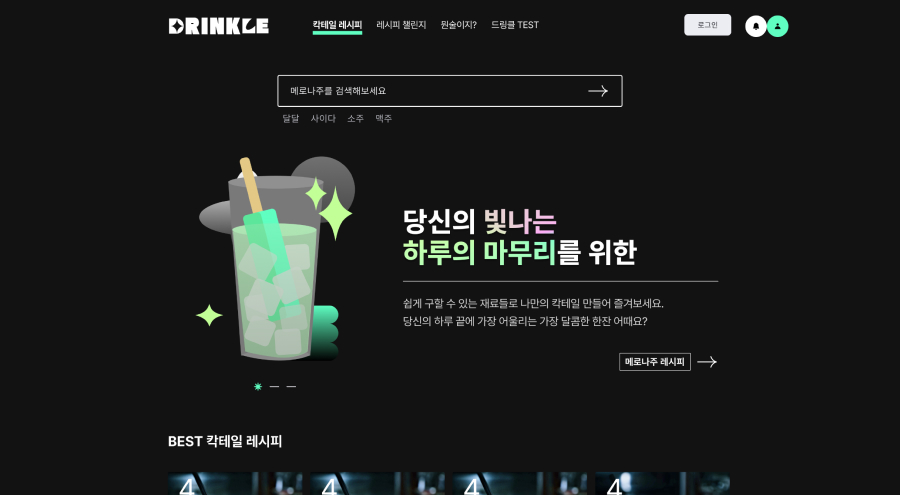 DRINKLE
칵테일 레시피 레시피 챌린지 뭔술이지? 드링클 TEST
로그인
메로나주를 검색해보세요
달달 사이다 소주 맥주
당신의 빛나는
하루의 마무리를 위한
쉽게 구할 수 있는 재료들로 나만의 칵테일 만들어 즐겨보세요.
당신의 하루 끝에 가장 어울리는 가장 달콤한 한잔 어때요?
메로나주 레시피
BEST 칵테일 레시피
4 4 4 4